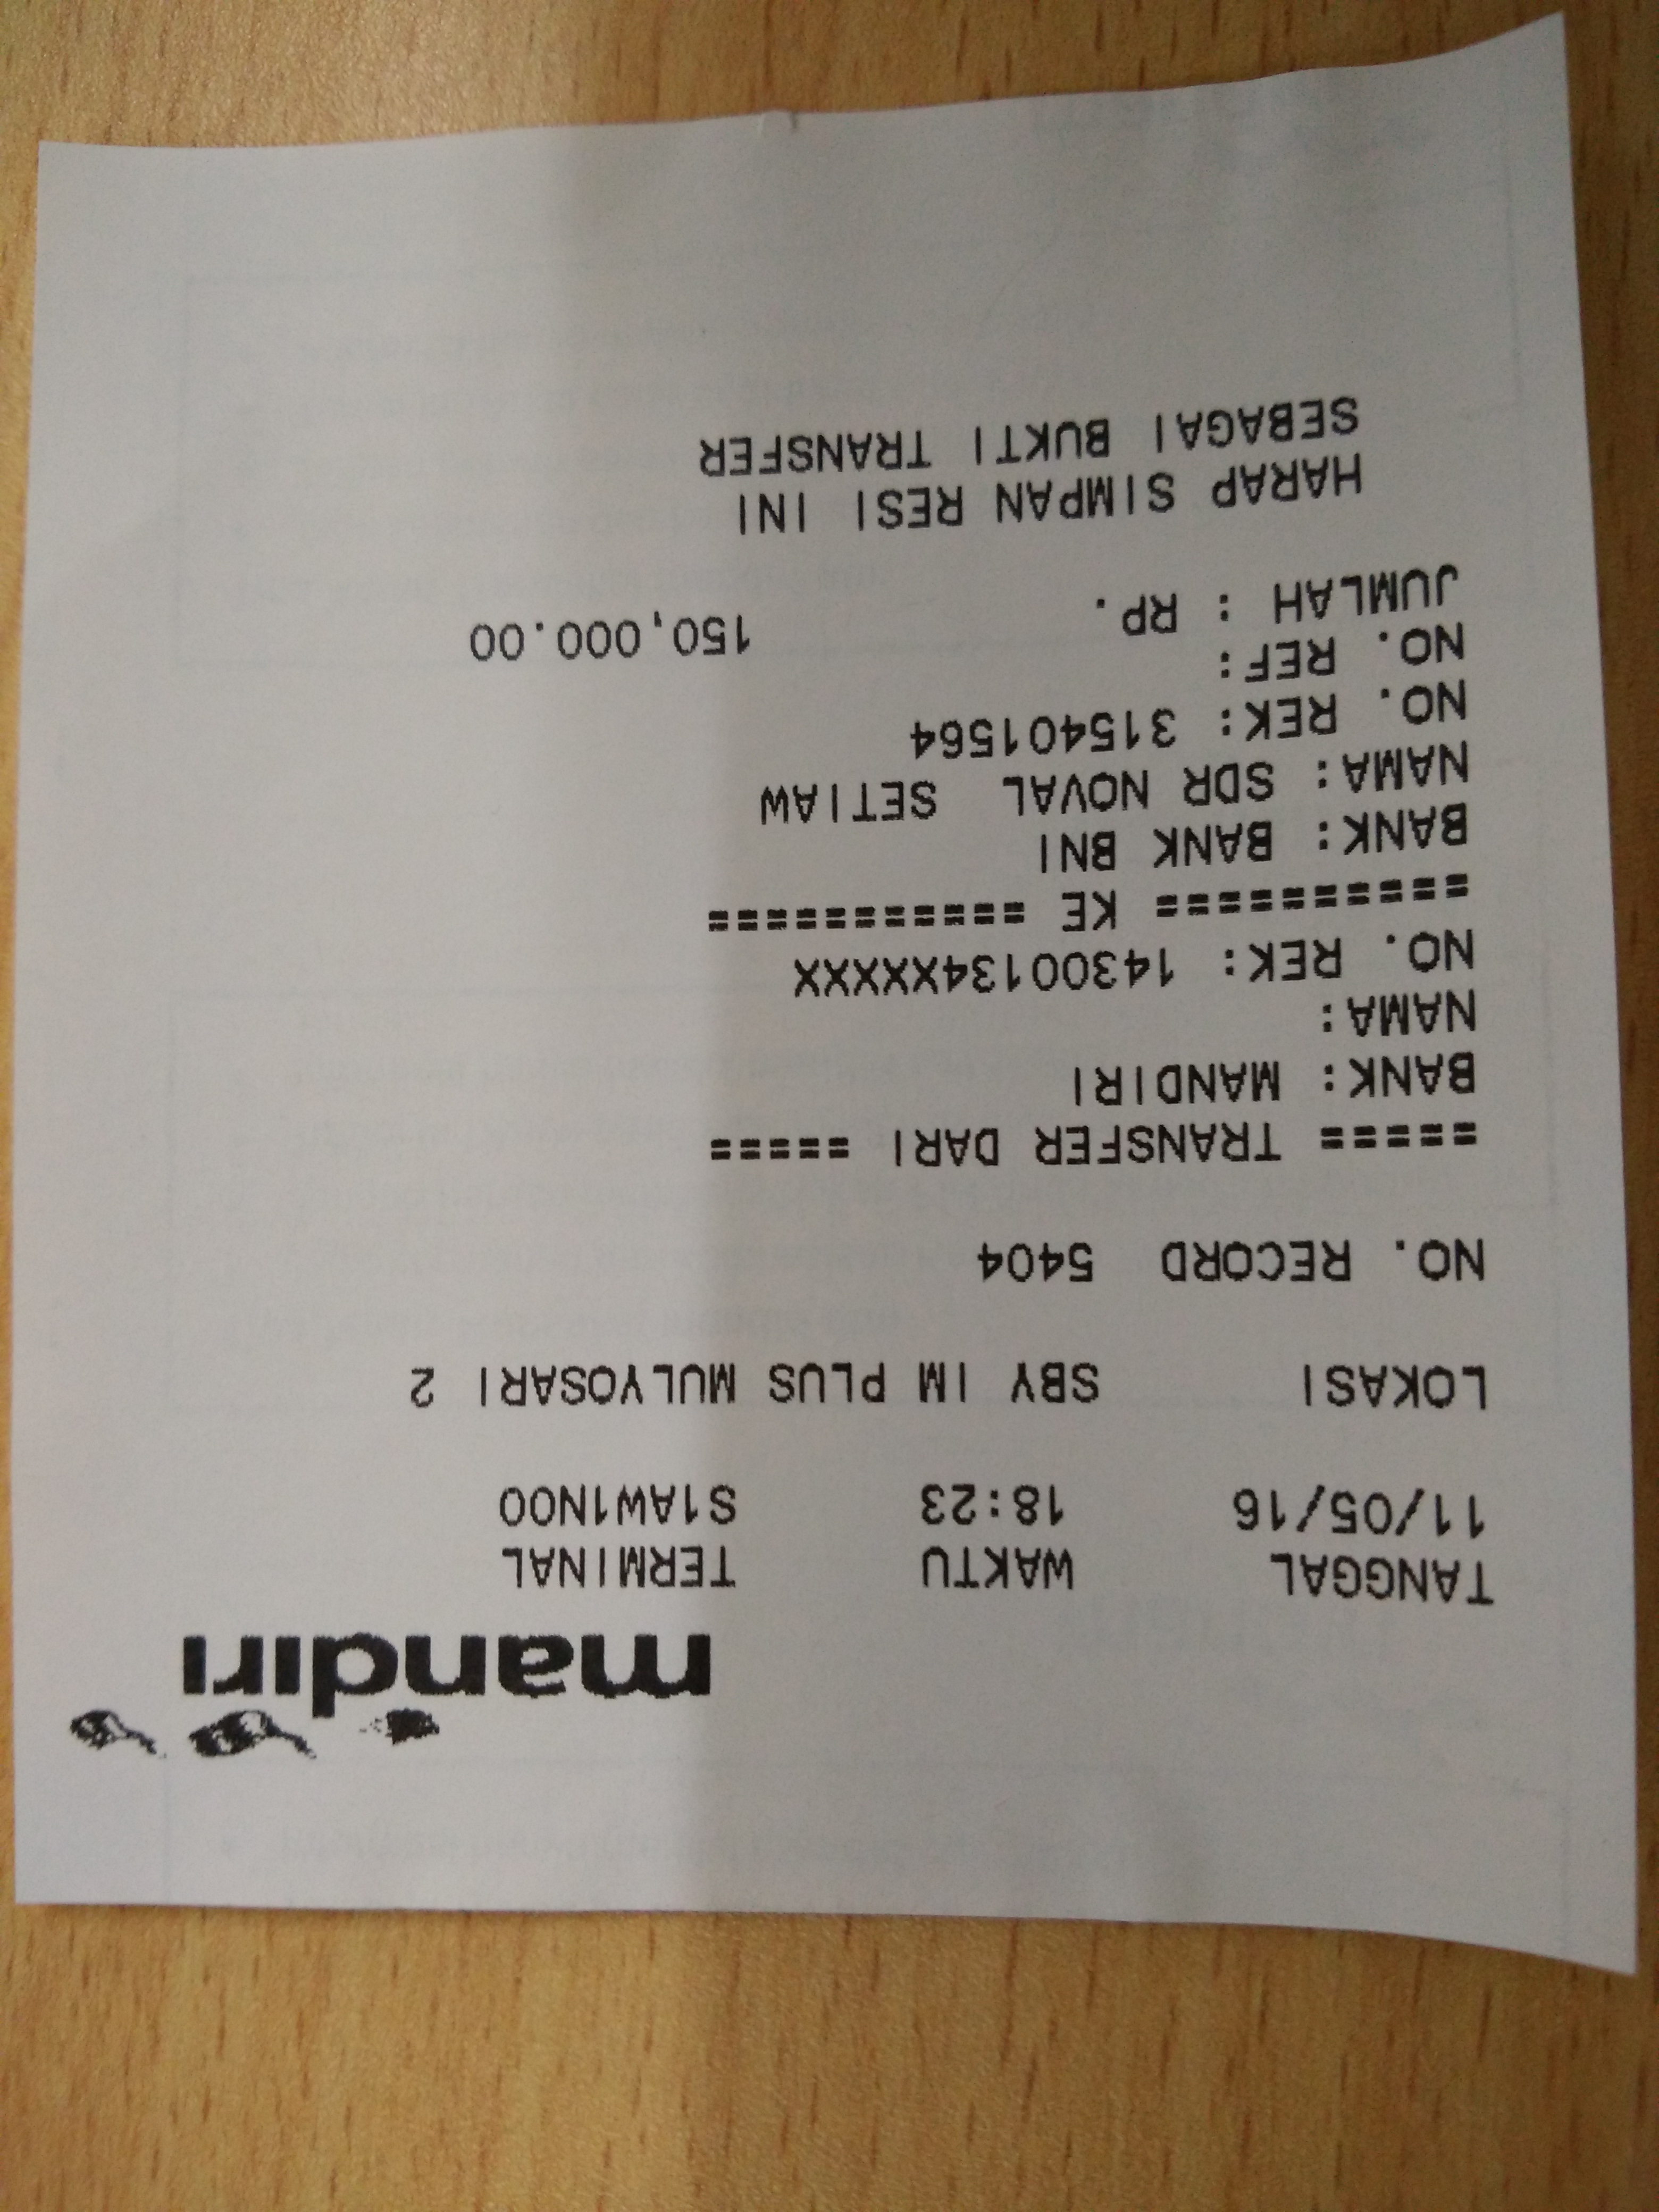 mandiri
TANGGAL WAKTU TERMINAL
11/05/16 18:23 S1AW1N00
LOKASI SBY IM PLUS MULYOSARI 2
NO. RECORD 5404
===== TRANSFER DARI =====
BANK: MANDIRI
NAMA:
NO. REK: 14300134XXXXX
=========== KE ===========
BANK: BANK BNI
NAMA: SDR NOVAL SETIAW
NO. REK: 315401564
NO. REF:
JUMLAH : RP. 150,000.00
HARAP SIMPAN RESI INI
SEBAGAI BUKTI TRANSFER